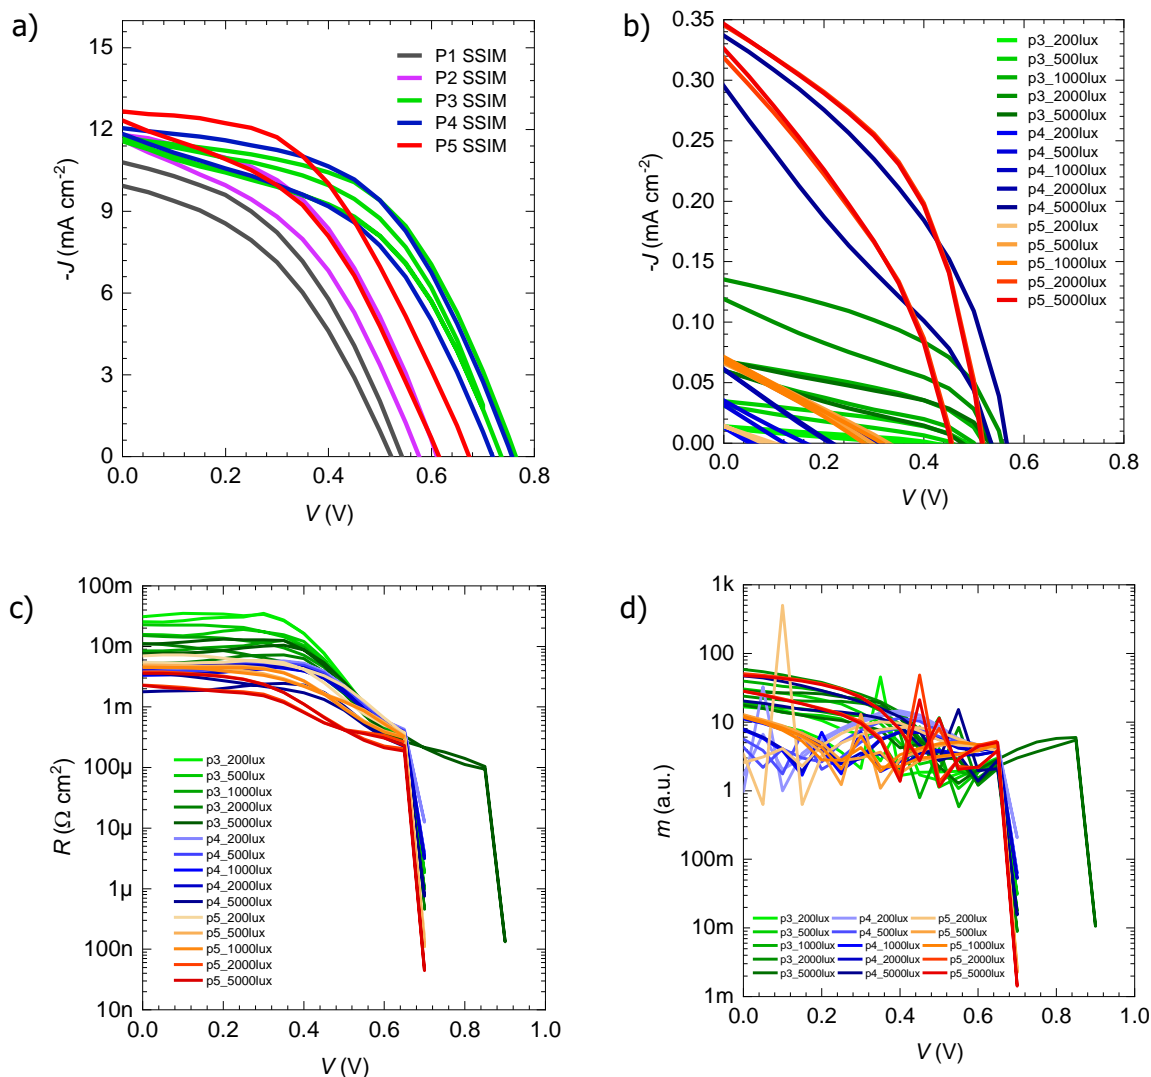 a)
15
12
9
6
3
0
0.0 0.2 0.4 0.6 0.8
-J (mA cm-2)
V (V)
P1 SSIM
P2 SSIM
P3 SSIM
P4 SSIM
P5 SSIM
b)
0.35
0.30
0.25
0.20
0.15
0.10
0.05
0.00
0.0 0.2 0.4 0.6 0.8
-J (mA cm-2)
V (V)
p3_200lux
p3_500lux
p3_1000lux
p3_2000lux
p3_5000lux
p4_200lux
p4_500lux
p4_1000lux
p4_2000lux
p4_5000lux
p5_200lux
p5_500lux
p5_1000lux
p5_2000lux
p5_5000lux
c)
100m
10m
1m
100µ
10µ
1µ
100n
10n
0.0 0.2 0.4 0.6 0.8 1.0
R (Ω cm2)
V (V)
p3_200lux
p3_500lux
p3_1000lux
p3_2000lux
p3_5000lux
p4_200lux
p4_500lux
p4_1000lux
p4_2000lux
p4_5000lux
p5_200lux
p5_500lux
p5_1000lux
p5_2000lux
p5_5000lux
d)
1k
100
10
1
100m
10m
1m
0.0 0.2 0.4 0.6 0.8 1.0
m (a.u.)
V (V)
p3_200lux p4_200lux p5_200lux
p3_500lux p4_500lux p5_500lux
p3_1000lux p4_1000lux p5_1000lux
p3_2000lux p4_2000lux p5_2000lux
p3_5000lux p4_5000lux p5_5000lux